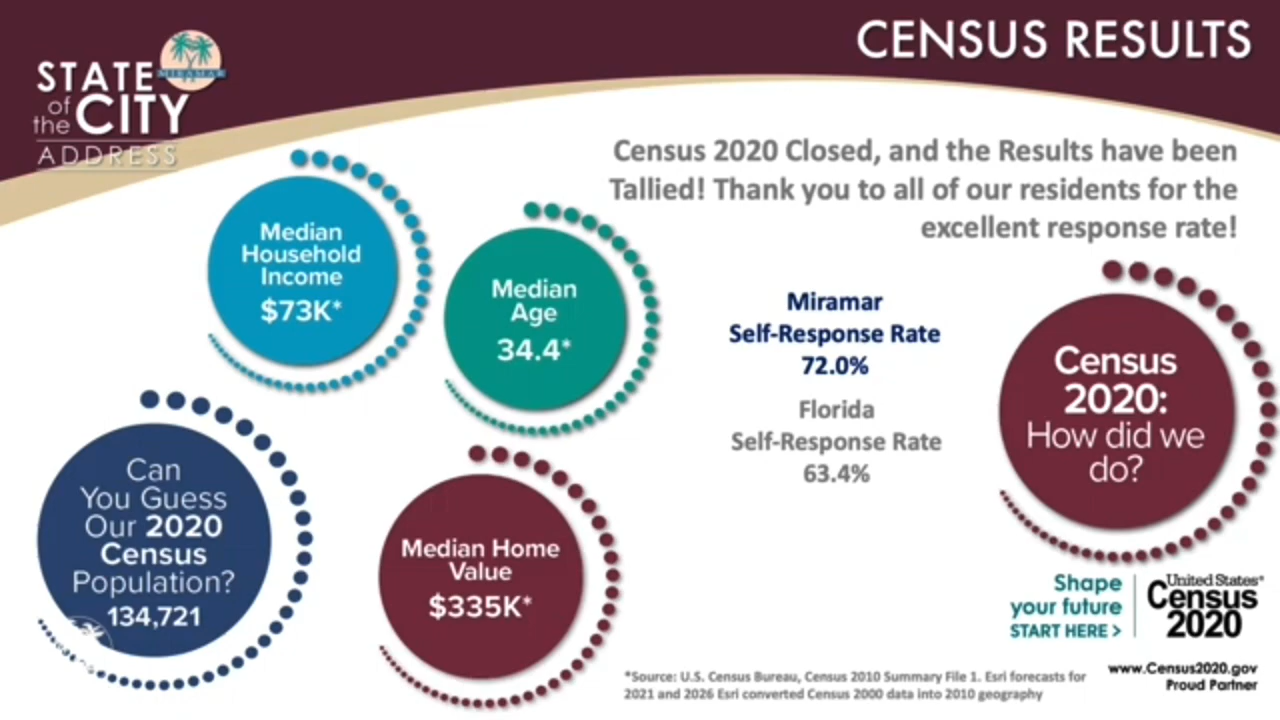 CENSUS RESULTS
STATE
of
the
CITY
ADDRESS
MIRAMAR
Census 2020 Closed, and the Results have been
Tallied! Thank you to all of our residents for the
excellent response rate!
Median
Household
Income
$73K*
Median
Age
34.4*
Miramar
Self-Response Rate
72.0%
Florida
Self-Response Rate
63.4%
Census
2020:
How did we
do?
Can
You Guess
Our 2020
Census
Population?
134,721
Median Home
Value
$335K*
Shape
your future
START HERE >
United States®
Census
2020
*Source: U.S. Census Bureau, Census 2010 Summary File 1. Esri forecasts for
2021 and 2026 Esri converted Census 2000 data into 2010 geography
www.Census2020.gov
Proud Partner